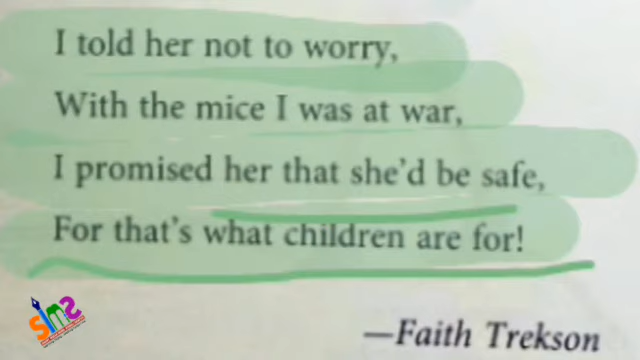 I told her not to worry,
With the mice I was at war,
I promised her that she'd be safe,
For that's what children are for!
—Faith Trekson
sims